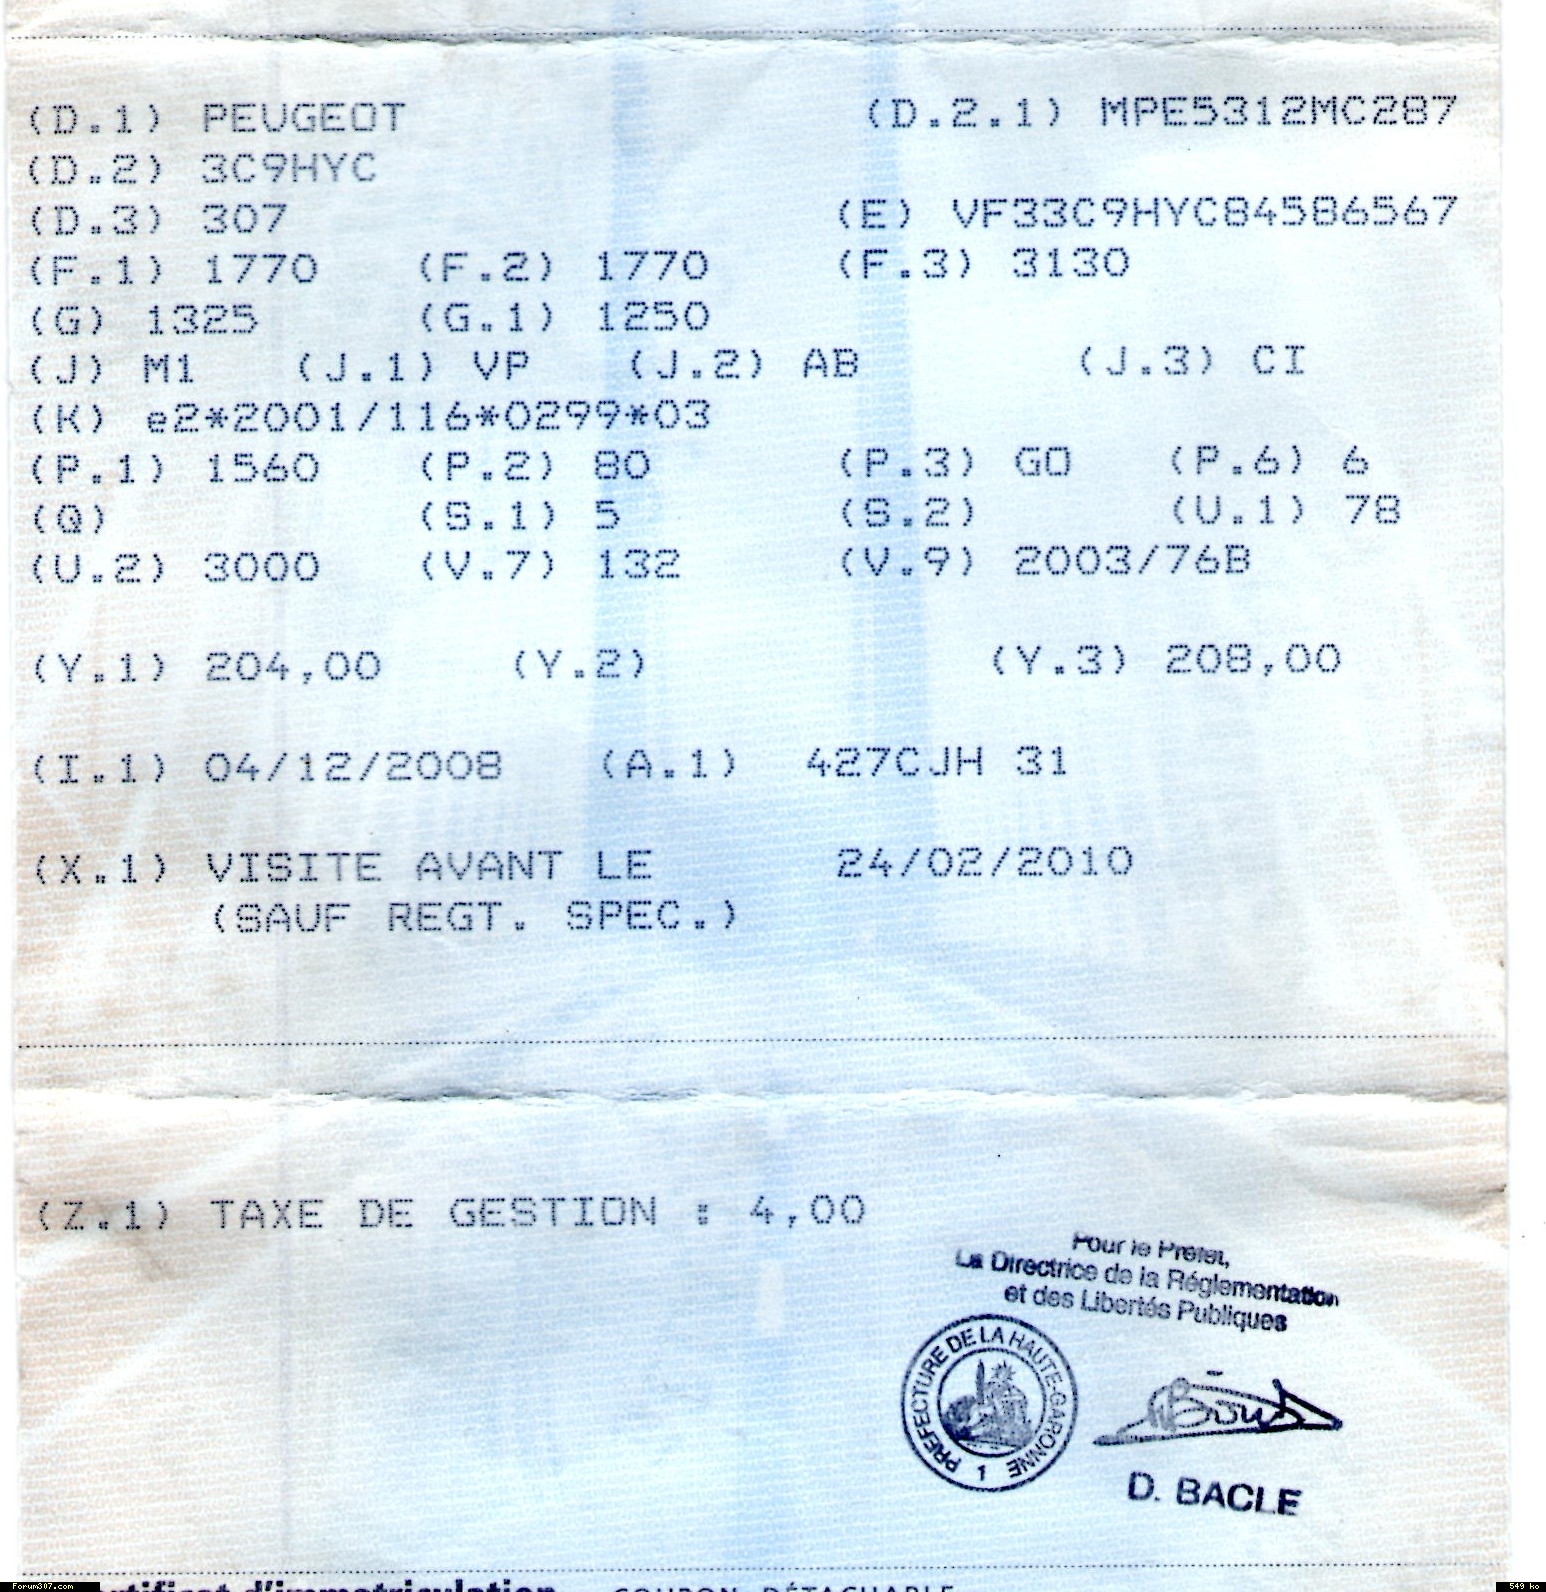 (D.1) PEUGEOT (D.2.1) MPE5312MC287
(D.2) 3C9HYC
(D.3) 307 (E) VF33C9HYC84586567
(F.1) 1770 (F.2) 1770 (F.3) 3130
(G) 1325 (G.1) 1250
(J) M1 (J.1) VP (J.2) AB (J.3) CI
(K) e2*2001/116*0299*03
(P.1) 1560 (P.2) 80 (P.3) GO (P.6) 6
(Q) (S.1) 5 (S.2) (U.1) 78
(U.2) 3000 (V.7) 132 (V.9) 2003/76B
(Y.1) 204,00 (Y.2) (Y.3) 208,00
(I.1) 04/12/2008 (A.1) 427CJH 31
(X.1) VISITE AVANT LE 24/02/2010
(SAUF REGT. SPEC.)
(Z.1) TAXE DE GESTION : 4,00
Pour le Préfet,
La Directrice de la Réglementation
et des Libertés Publiques
PREFECTURE DE LA HAUTE-GARONNE
1
D. BACLE
d'immatriculation COUPON DÉTACHABLE
Forum307.com
549 ko